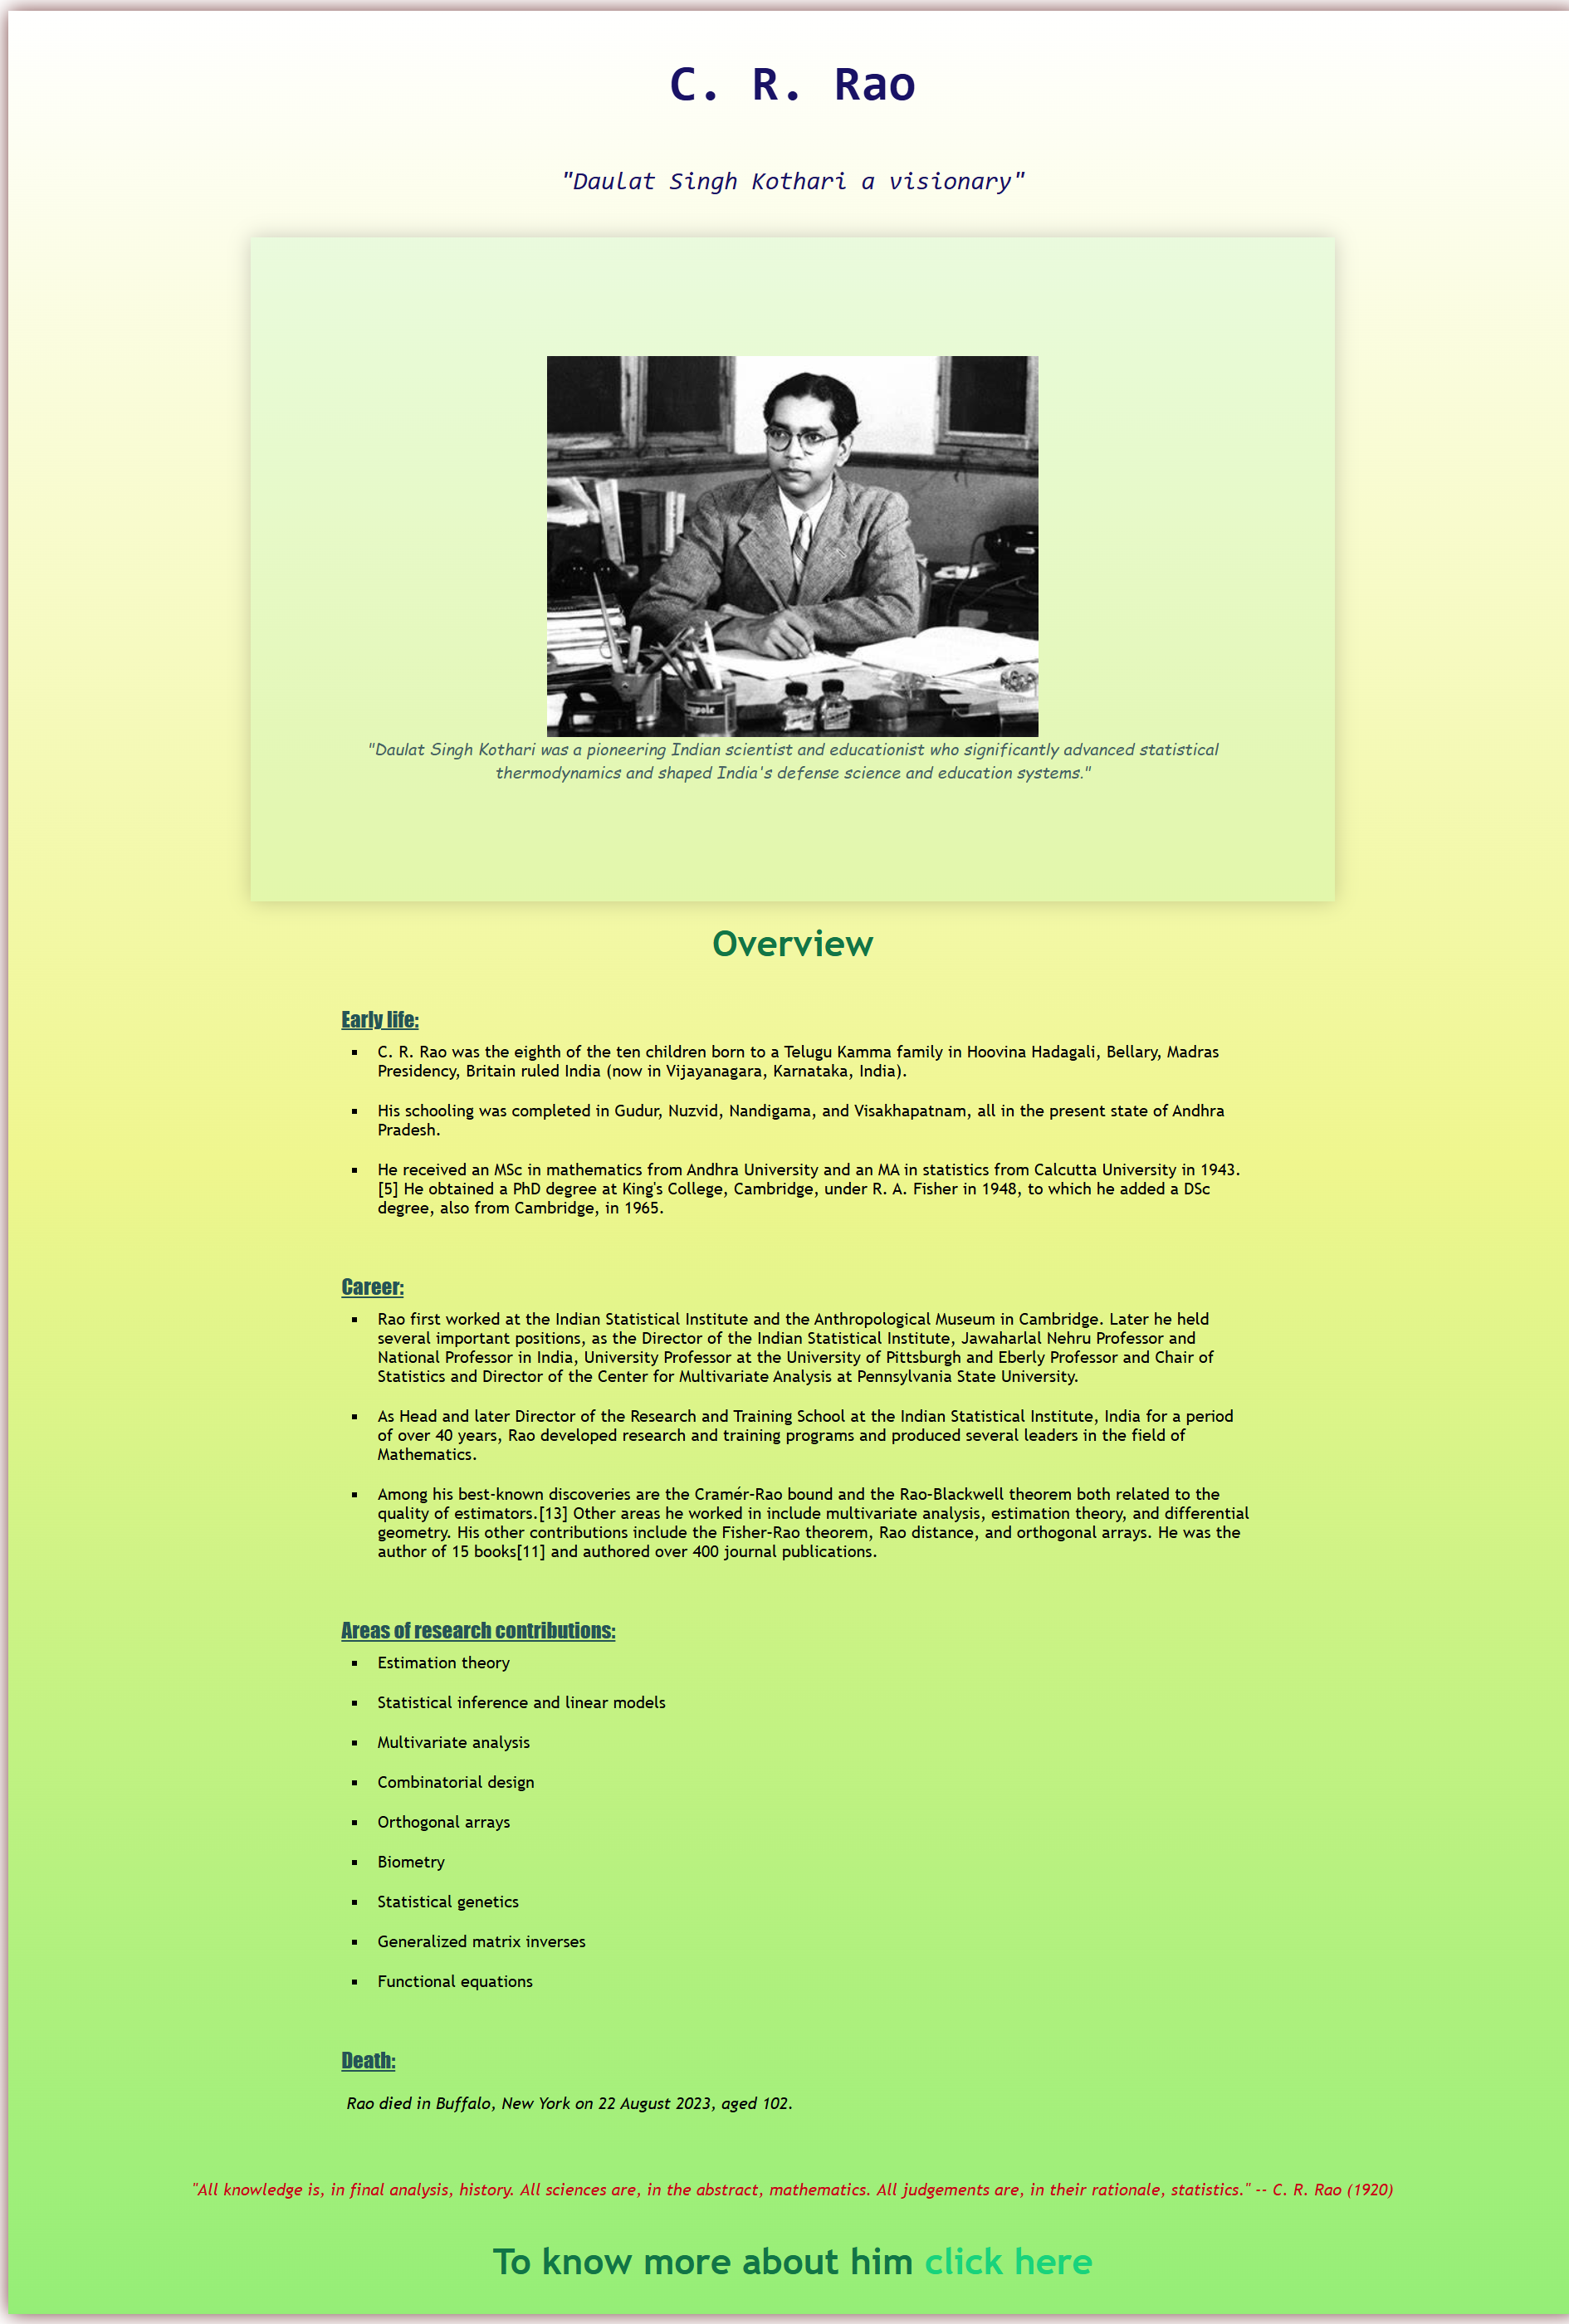 C. R. Rao
"Daulat Singh Kothari a visionary"
"Daulat Singh Kothari was a pioneering Indian scientist and educationist who significantly advanced statistical
thermodynamics and shaped India's defense science and education systems."
Overview
Early life:
▪ C. R. Rao was the eighth of the ten children born to a Telugu Kamma family in Hoovina Hadagali, Bellary, Madras
Presidency, Britain ruled India (now in Vijayanagara, Karnataka, India).
▪ His schooling was completed in Gudur, Nuzvid, Nandigama, and Visakhapatnam, all in the present state of Andhra
Pradesh.
▪ He received an MSc in mathematics from Andhra University and an MA in statistics from Calcutta University in 1943.
[5] He obtained a PhD degree at King's College, Cambridge, under R. A. Fisher in 1948, to which he added a DSc
degree, also from Cambridge, in 1965.
Career:
▪ Rao first worked at the Indian Statistical Institute and the Anthropological Museum in Cambridge. Later he held
several important positions, as the Director of the Indian Statistical Institute, Jawaharlal Nehru Professor and
National Professor in India, University Professor at the University of Pittsburgh and Eberly Professor and Chair of
Statistics and Director of the Center for Multivariate Analysis at Pennsylvania State University.
▪ As Head and later Director of the Research and Training School at the Indian Statistical Institute, India for a period
of over 40 years, Rao developed research and training programs and produced several leaders in the field of
Mathematics.
▪ Among his best-known discoveries are the Cramér–Rao bound and the Rao–Blackwell theorem both related to the
quality of estimators.[13] Other areas he worked in include multivariate analysis, estimation theory, and differential
geometry. His other contributions include the Fisher–Rao theorem, Rao distance, and orthogonal arrays. He was the
author of 15 books[11] and authored over 400 journal publications.
Areas of research contributions:
▪ Estimation theory
▪ Statistical inference and linear models
▪ Multivariate analysis
▪ Combinatorial design
▪ Orthogonal arrays
▪ Biometry
▪ Statistical genetics
▪ Generalized matrix inverses
▪ Functional equations
Death:
Rao died in Buffalo, New York on 22 August 2023, aged 102.
"All knowledge is, in final analysis, history. All sciences are, in the abstract, mathematics. All judgements are, in their rationale, statistics." -- C. R. Rao (1920)
To know more about him click here